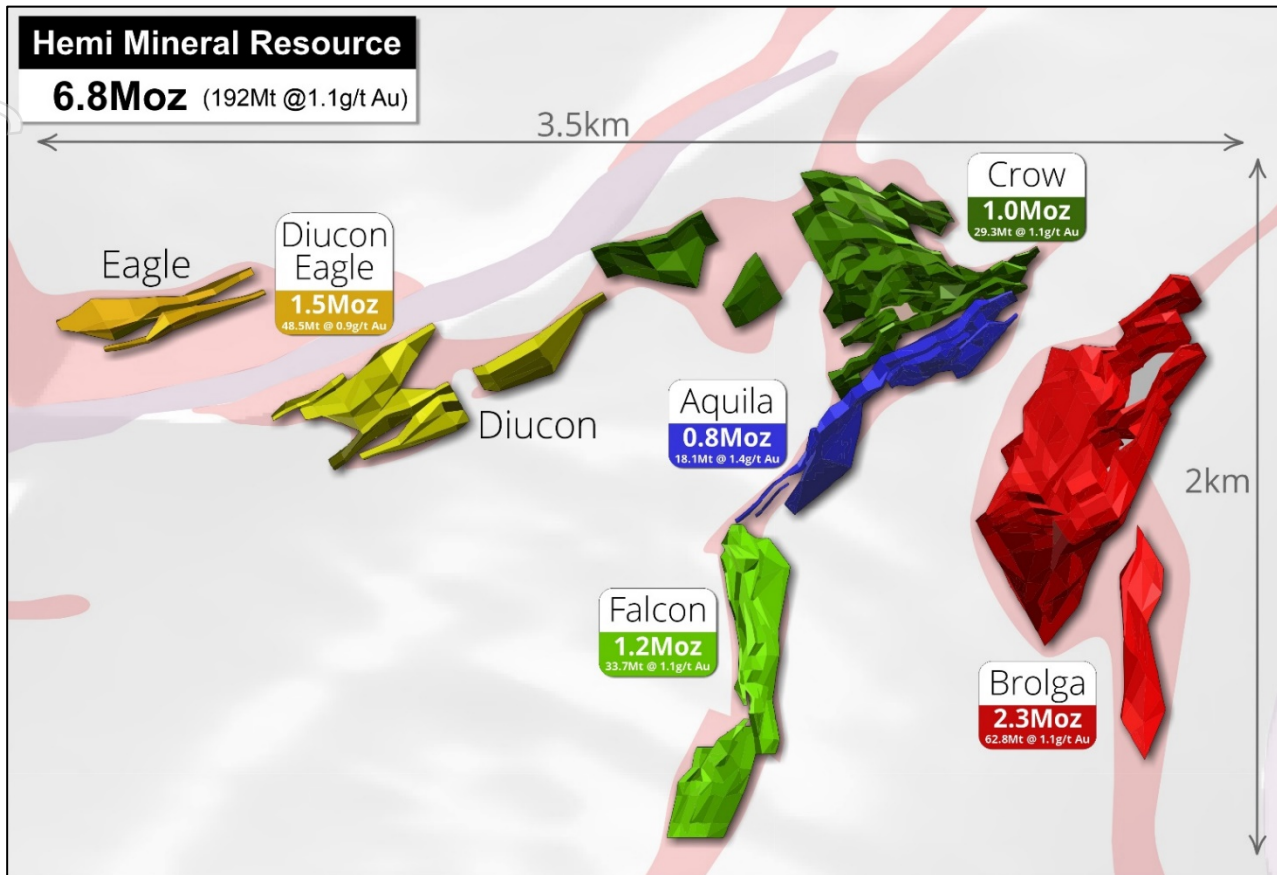 Hemi Mineral Resource
6.8Moz (192Mt @1.1g/t Au)
3.5km
Crow
1.0Moz
29.3Mt @ 1.1g/t Au
Eagle
Diucon
Eagle
1.5Moz
48.5Mt @ 0.9g/t Au
Diucon
Aquila
0.8Moz
18.1Mt @ 1.4g/t Au
2km
Falcon
1.2Moz
33.7Mt @ 1.1g/t Au
Brolga
2.3Moz
62.8Mt @ 1.1g/t Au